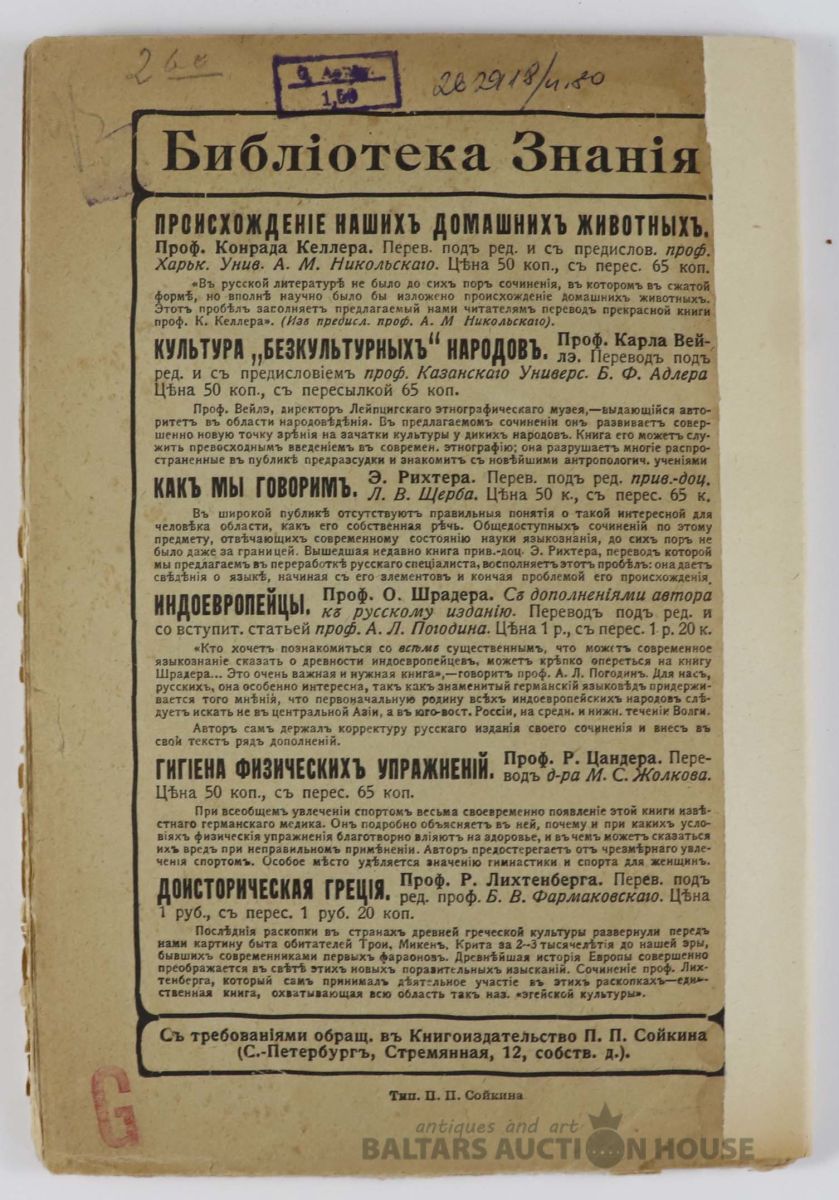 1,50
Библіотека Знанія
ПРОИСХОЖДЕНІЕ НАШИХЪ ДОМАШНИХЪ ЖИВОТНЫХЪ.
Проф. Конрада Келлера. Перев. подъ ред. и съ предислов. проф.
Харьк. Унив. А. М. Никольскаго. Цѣна 50 коп., съ перес. 65 коп.
«Въ русской литературѣ не было до сихъ поръ сочиненія, въ которомъ въ сжатой
формѣ, но вполнѣ научно было бы изложено происхожденіе домашнихъ животныхъ.
Этотъ пробѣлъ заполняетъ предлагаемый нами читателямъ переводъ прекрасной книги
проф. К. Келлера». (Изъ предисл. проф. А. М Никольскаго).
КУЛЬТУРА „БЕЗКУЛЬТУРНЫХЪ“ НАРОДОВЪ. Проф. Карла Вей-
лэ. Переводъ подъ
ред. и съ предисловіемъ проф. Казанскаго Универс. Б. Ф. Адлера
Цѣна 50 коп., съ пересылкой 65 коп.
Проф. Вейлэ, директоръ Лейпцигскаго этнографическаго музея,—выдающійся авто-
ритетъ въ области народовѣдѣнія. Въ предлагаемомъ сочиненіи онъ развиваетъ совер-
шенно новую точку зрѣнія на зачатки культуры у дикихъ народовъ. Книга его можетъ слу-
жить превосходнымъ введеніемъ въ современ. этнографію; она разрушаетъ многіе распро-
страненные въ публикѣ предразсудки и знакомитъ съ новѣйшими антропологич. ученіями
КАКЪ МЫ ГОВОРИМЪ. Э. Рихтера. Перев. подъ ред. прив.-доц.
Л. В. Щерба. Цѣна 50 к., съ перес. 65 к.
Въ широкой публикѣ отсутствуютъ правильныя понятія о такой интересной для
человѣка области, какъ его собственная рѣчь. Общедоступныхъ сочиненій по этому
предмету, отвѣчающихъ современному состоянію науки языкознанія, до сихъ поръ не
было даже за границей. Вышедшая недавно книга прив.-доц. Э. Рихтера, переводъ которой
мы предлагаемъ въ переработкѣ русскаго спеціалиста, восполняетъ этотъ пробѣлъ: она даетъ
свѣдѣнія о языкѣ, начиная съ его элементовъ и кончая проблемой его происхожденія.
ИНДОЕВРОПЕЙЦЫ. Проф. О. Шрадера. Съ дополненіями автора
къ русскому изданію. Переводъ подъ ред. и
со вступит. статьей проф. А. Л. Погодина. Цѣна 1 р., съ перес. 1 р. 20 к.
«Кто хочетъ познакомиться со всѣмъ существеннымъ, что можетъ современное
языкознаніе сказать о древности индоевропейцевъ, можетъ крѣпко опереться на книгу
Шрадера... Это очень важная и нужная книга»,—говоритъ проф. А. Л. Погодинъ. Для насъ,
русскихъ, она особенно интересна, такъ какъ знаменитый германскій языковѣдъ придержи-
вается того мнѣнія, что первоначальную родину всѣхъ индоевропейскихъ народовъ слѣ-
дуетъ искать не въ центральной Азіи, а въ юго-вост. Россіи, на средн. и нижн. теченіи Волги.
Авторъ самъ держалъ корректуру русскаго изданія своего сочиненія и внесъ въ
свой текстъ рядъ дополненій.
ГИГІЕНА ФИЗИЧЕСКИХЪ УПРАЖНЕНІЙ. Проф. Р. Цандера. Пере-
водъ д-ра М. С. Жолкова.
Цѣна 50 коп., съ перес. 65 коп.
При всеобщемъ увлеченіи спортомъ весьма своевременно появленіе этой книги извѣ-
стнаго германскаго медика. Онъ подробно объясняетъ въ ней, почему и при какихъ усло-
віяхъ физическія упражненія благотворно вліяютъ на здоровье, и въ чемъ можетъ сказаться
ихъ вредъ при неправильномъ примѣненіи. Авторъ предостерегаетъ отъ чрезмѣрнаго увле-
ченія спортомъ. Особое мѣсто удѣляется значенію гимнастики и спорта для женщинъ.
ДОИСТОРИЧЕСКАЯ ГРЕЦІЯ. Проф. Р. Лихтенберга. Перев. подъ
ред. проф. Б. В. Фармаковскаго. Цѣна
1 руб., съ перес. 1 руб. 20 коп.
Послѣднія раскопки въ странахъ древней греческой культуры развернули передъ
нами картину быта обитателей Трои, Микенъ, Крита за 2--3 тысячелѣтія до нашей эры,
бывшихъ современниками первыхъ фараоновъ. Древнѣйшая исторія Европы совершенно
преображается въ свѣтѣ этихъ новыхъ поразительныхъ изысканій. Сочиненіе проф. Лих-
тенберга, который самъ принималъ дѣятельное участіе въ этихъ раскопкахъ—един-
ственная книга, охватывающая всю область такъ наз. «эгейской культуры».
Съ требованіями обращ. въ Книгоиздательство П. П. Сойкина
(С.-Петербургъ, Стремянная, 12, собств. д.).
Тип. П. П. Сойкина
G
antiques and art
BALTARS AUCTION HOUSE